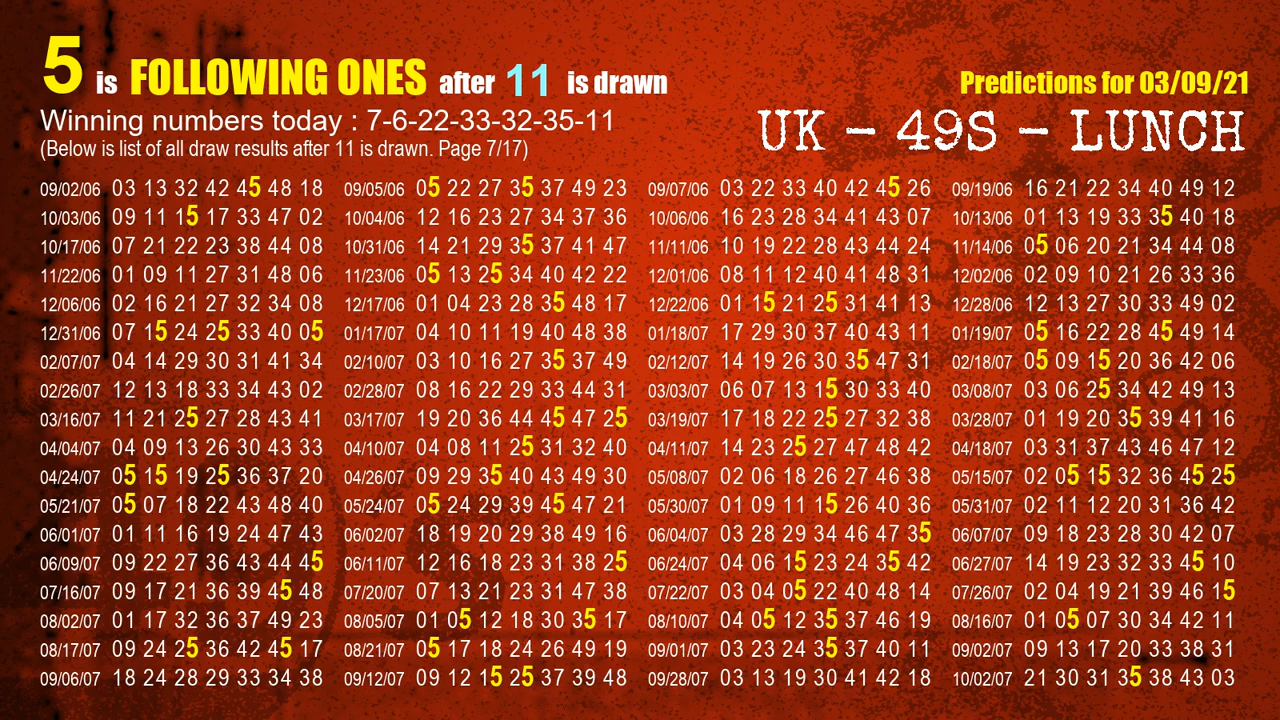 5 is FOLLOWING ONES after 11 is drawn
Predictions for 03/09/21
Winning numbers today : 7-6-22-33-32-35-11
UK - 49S - LUNCH
(Below is list of all draw results after 11 is drawn. Page 7/17)
09/02/06 03 13 32 42 45 48 18 09/05/06 05 22 27 35 37 49 23 09/07/06 03 22 33 40 42 45 26 09/19/06 16 21 22 34 40 49 12
10/03/06 09 11 15 17 33 47 02 10/04/06 12 16 23 27 34 37 36 10/06/06 16 23 28 34 41 43 07 10/13/06 01 13 19 33 35 40 18
10/17/06 07 21 22 23 38 44 08 10/31/06 14 21 29 35 37 41 47 11/11/06 10 19 22 28 43 44 24 11/14/06 05 06 20 21 34 44 08
11/22/06 01 09 11 27 31 48 06 11/23/06 05 13 25 34 40 42 22 12/01/06 08 11 12 40 41 48 31 12/02/06 02 09 10 21 26 33 36
12/06/06 02 16 21 27 32 34 08 12/17/06 01 04 23 28 35 48 17 12/22/06 01 15 21 25 31 41 13 12/28/06 12 13 27 30 33 49 02
12/31/06 07 15 24 25 33 40 05 01/17/07 04 10 11 19 40 48 38 01/18/07 17 29 30 37 40 43 11 01/19/07 05 16 22 28 45 49 14
02/07/07 04 14 29 30 31 41 34 02/10/07 03 10 16 27 35 37 49 02/12/07 14 19 26 30 35 47 31 02/18/07 05 09 15 20 36 42 06
02/26/07 12 13 18 33 34 43 02 02/28/07 08 16 22 29 33 44 31 03/03/07 06 07 13 15 30 33 40 03/08/07 03 06 25 34 42 49 13
03/16/07 11 21 25 27 28 43 41 03/17/07 19 20 36 44 45 47 25 03/19/07 17 18 22 25 27 32 38 03/28/07 01 19 20 35 39 41 16
04/04/07 04 09 13 26 30 43 33 04/10/07 04 08 11 25 31 32 40 04/11/07 14 23 25 27 47 48 42 04/18/07 03 31 37 43 46 47 12
04/24/07 05 15 19 25 36 37 20 04/26/07 09 29 35 40 43 49 30 05/08/07 02 06 18 26 27 46 38 05/15/07 02 05 15 32 36 45 25
05/21/07 05 07 18 22 43 48 40 05/24/07 05 24 29 39 45 47 21 05/30/07 01 09 11 15 26 40 36 05/31/07 02 11 12 20 31 36 42
06/01/07 01 11 16 19 24 47 43 06/02/07 18 19 20 29 38 49 16 06/04/07 03 28 29 34 46 47 35 06/07/07 09 18 23 28 30 42 07
06/09/07 09 22 27 36 43 44 45 06/11/07 12 16 18 23 31 38 25 06/24/07 04 06 15 23 24 35 42 06/27/07 14 19 23 32 33 45 10
07/16/07 09 17 21 36 39 45 48 07/20/07 07 13 21 23 31 47 38 07/22/07 03 04 05 22 40 48 14 07/26/07 02 04 19 21 39 46 15
08/02/07 01 17 32 36 37 49 23 08/05/07 01 05 12 18 30 35 17 08/10/07 04 05 12 35 37 46 19 08/16/07 01 05 07 30 34 42 11
08/17/07 09 24 25 36 42 45 17 08/21/07 05 17 18 24 26 49 19 09/01/07 03 23 24 35 37 40 11 09/02/07 09 13 17 20 33 38 31
09/06/07 18 24 28 29 33 34 38 09/12/07 09 12 15 25 37 39 48 09/28/07 03 13 19 30 41 42 18 10/02/07 21 30 31 35 38 43 03